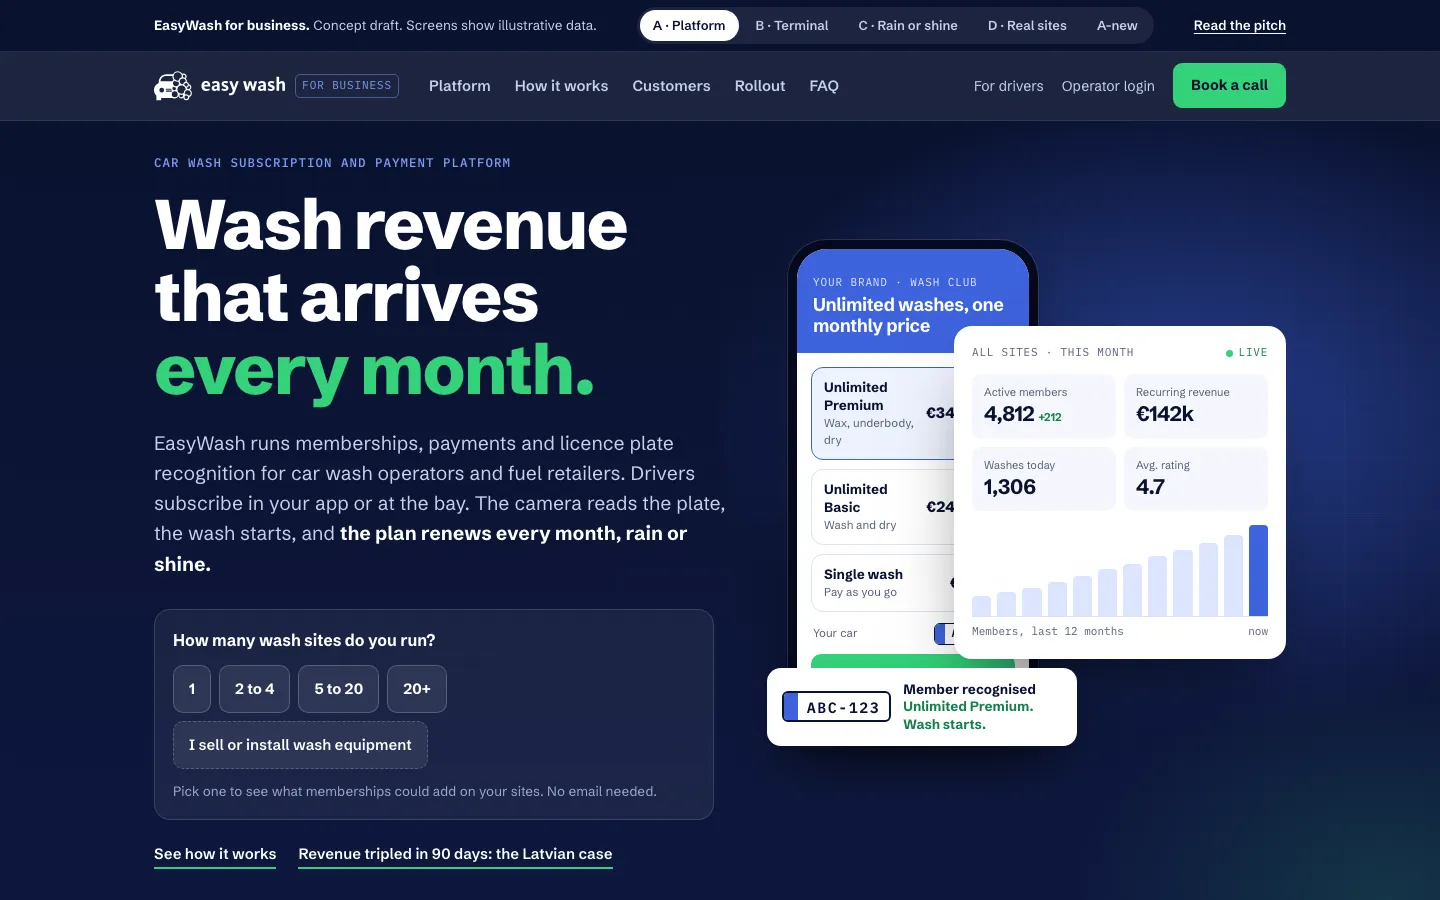 EasyWash for business. Concept draft. Screens show illustrative data.
A · Platform
B · Terminal
C · Rain or shine
D · Real sites
A-new
Read the pitch
easy wash
FOR BUSINESS
Platform
How it works
Customers
Rollout
FAQ
For drivers
Operator login
Book a call
CAR WASH SUBSCRIPTION AND PAYMENT PLATFORM
Wash revenue
that arrives
every month.
EasyWash runs memberships, payments and licence plate
recognition for car wash operators and fuel retailers. Drivers
subscribe in your app or at the bay. The camera reads the plate,
the wash starts, and the plan renews every month, rain or
shine.
How many wash sites do you run?
1
2 to 4
5 to 20
20+
I sell or install wash equipment
Pick one to see what memberships could add on your sites. No email needed.
See how it works
Revenue tripled in 90 days: the Latvian case
YOUR BRAND · WASH CLUB
Unlimited washes, one
monthly price
Unlimited
Premium
€34
Wax, underbody,
dry
Unlimited
Basic
€24
Wash and dry
Single wash
Pay as you go
Your car
ALL SITES · THIS MONTH
LIVE
Active members
4,812 +212
Recurring revenue
€142k
Washes today
1,306
Avg. rating
4.7
Members, last 12 months
now
ABC-123
Member recognised
Unlimited Premium.
Wash starts.